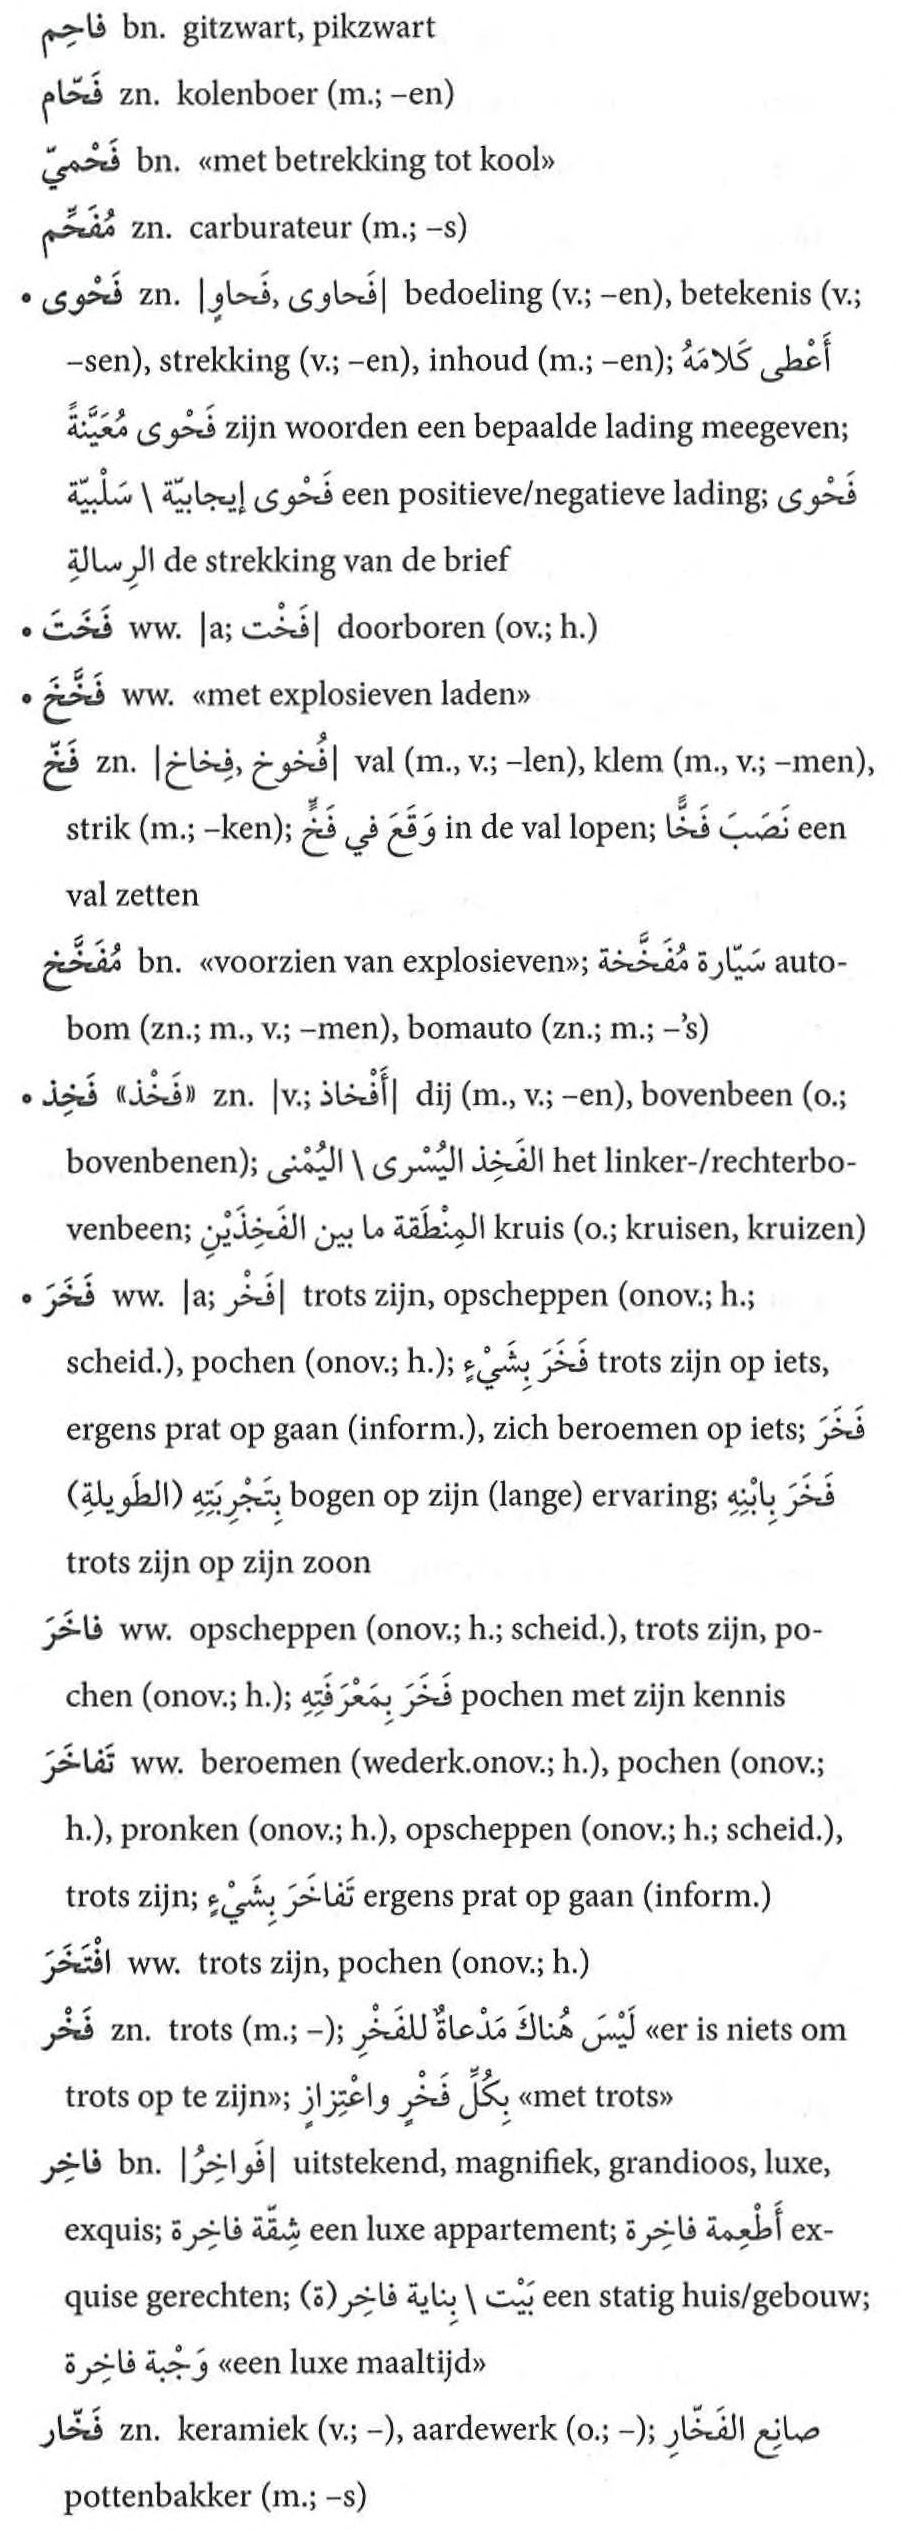 فاحِم bn. gitzwart, pikzwart
فَحّام zn. kolenboer (m.; –en)
فَحْميّ bn. «met betrekking tot kool»
مُفَحِّم zn. carburateur (m.; –s)
• فَحْوى zn. |فَحاوى, فَحاوٍ| bedoeling (v.; –en), betekenis (v.;
–sen), strekking (v.; –en), inhoud (m.; –en); أَعْطى كَلامَهُ
فَحْوى مُعَيَّنةً zijn woorden een bepaalde lading meegeven;
فَحْوى إيجابيّة \ سَلْبيّة een positieve/negatieve lading; فَحْوى
الرِسالةِ de strekking van de brief
• فَخَتَ ww. |a; فَخْت| doorboren (ov.; h.)
• فَخَّخَ ww. «met explosieven laden»
فَخّ zn. |فُخوخ, فِخاخ| val (m., v.; –len), klem (m., v.; –men),
strik (m.; –ken); وَقَعَ في فَخٍّ in de val lopen; نَصَبَ فَخًّا een
val zetten
مُفَخَّخ bn. «voorzien van explosieven»; سَيّارة مُفَخَّخة auto-
bom (zn.; m., v.; –men), bomauto (zn.; m.; –’s)
• فَخِذ «فَخْذ» zn. |v.; أَفْخاذ| dij (m., v.; –en), bovenbeen (o.;
bovenbenen); الفَخِذ اليُسْرى \ اليُمْنى het linker-/rechterbo-
venbeen; المِنْطَقة ما بين الفَخِذَيْنِ kruis (o.; kruisen, kruizen)
• فَخَرَ ww. |a; فَخْر| trots zijn, opscheppen (onov.; h.;
scheid.), pochen (onov.; h.); فَخَرَ بِشَيْءٍ trots zijn op iets,
ergens prat op gaan (inform.), zich beroemen op iets; فَخَرَ
بِتَجْرِبَتِهِ (الطَويلةِ) bogen op zijn (lange) ervaring; فَخَرَ بِابْنِهِ
trots zijn op zijn zoon
فاخَرَ ww. opscheppen (onov.; h.; scheid.), trots zijn, po-
chen (onov.; h.); فَخَرَ بِمَعْرَفَتِهِ pochen met zijn kennis
تَفاخَرَ ww. beroemen (wederk.onov.; h.), pochen (onov.;
h.), pronken (onov.; h.), opscheppen (onov.; h.; scheid.),
trots zijn; تَفاخَرَ بِشَيْءٍ ergens prat op gaan (inform.)
افْتَخَرَ ww. trots zijn, pochen (onov.; h.)
فَخْر zn. trots (m.; –); لَيْسَ هُناكَ مَدْعاةٌ للفَخْرِ «er is niets om
trots op te zijn»; بِكُلِّ فَخْرٍ واعْتِزازٍ «met trots»
فاخِر bn. |فَواخِرُ| uitstekend, magnifiek, grandioos, luxe,
exquis; شِقّة فاخِرة een luxe appartement; أَطْعِمة فاخِرة ex-
quise gerechten; بَيْت \ بِناية فاخِر(ة) een statig huis/gebouw;
وَجْبة فاخِرة «een luxe maaltijd»
فَخّار zn. keramiek (v.; –), aardewerk (o.; –); صانِع الفَخّارِ
pottenbakker (m.; –s)